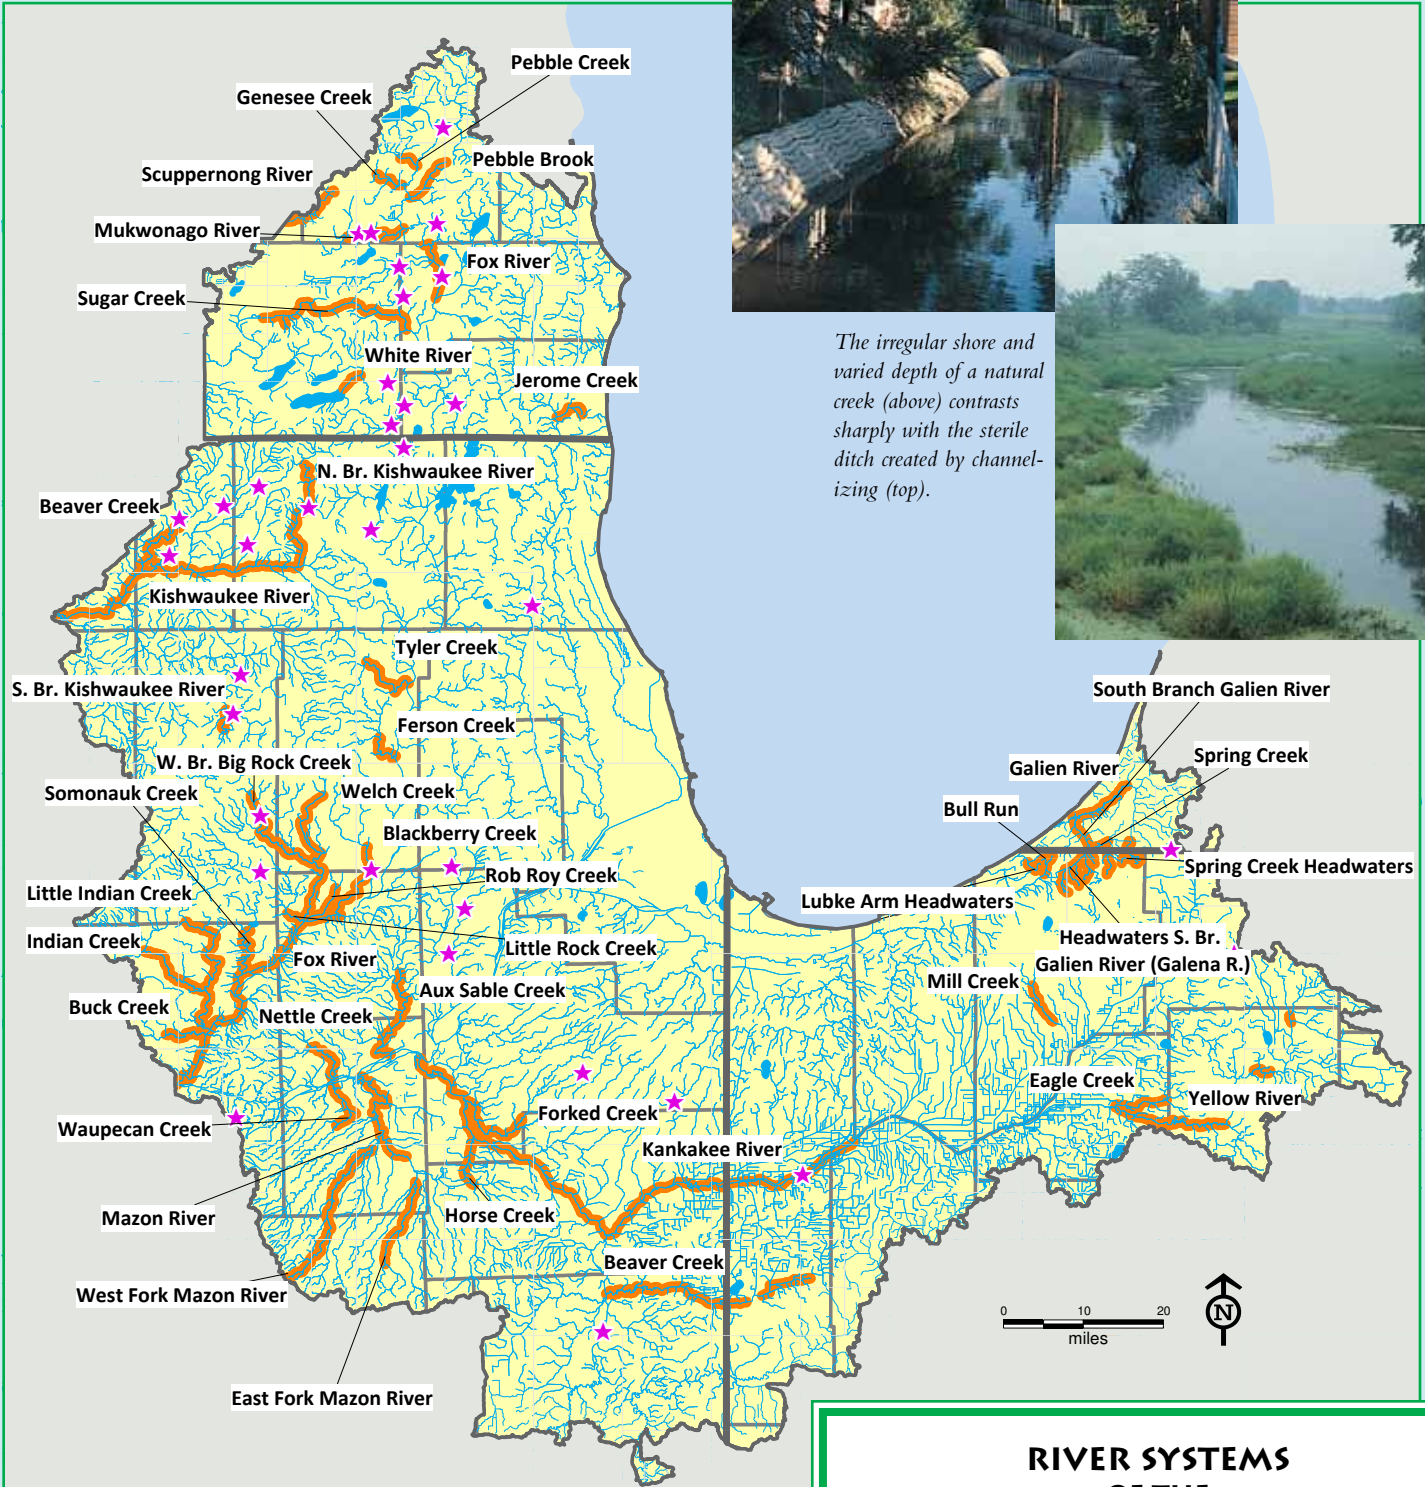 Pebble Creek
Genesee Creek
Pebble Brook
Scuppernong River
Mukwonago River
Fox River
Sugar Creek
White River
Jerome Creek
The irregular shore and
varied depth of a natural
creek (above) contrasts
sharply with the sterile
ditch created by channel-
izing (top).
N. Br. Kishwaukee River
Beaver Creek
Kishwaukee River
Tyler Creek
S. Br. Kishwaukee River
Ferson Creek
W. Br. Big Rock Creek
Somonauk Creek
Welch Creek
Blackberry Creek
Rob Roy Creek
Little Indian Creek
Indian Creek
Little Rock Creek
Fox River
Aux Sable Creek
Buck Creek
Nettle Creek
Waupecan Creek
Forked Creek
Kankakee River
Mazon River
Horse Creek
Beaver Creek
West Fork Mazon River
East Fork Mazon River
South Branch Galien River
Spring Creek
Galien River
Bull Run
Spring Creek Headwaters
Lubke Arm Headwaters
Headwaters S. Br.
Galien River (Galena R.)
Mill Creek
Eagle Creek
Yellow River
0 10 20
miles
N
RIVER SYSTEMS
OF THE